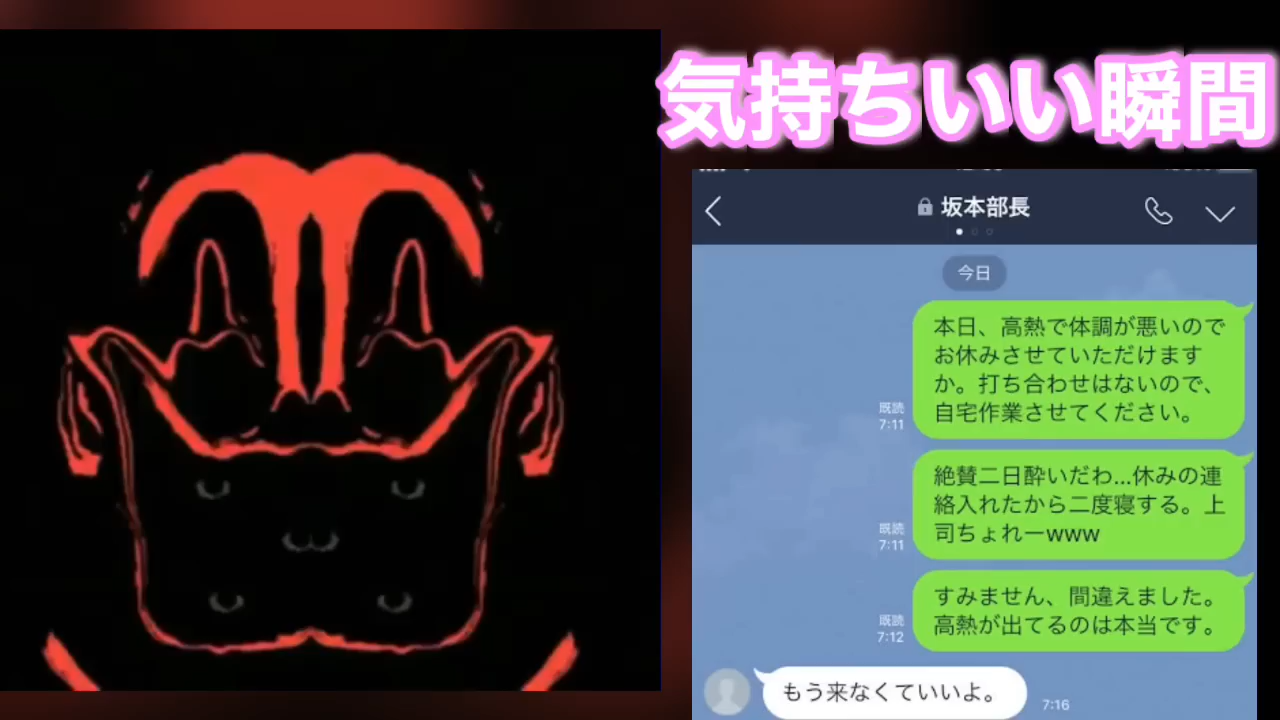 気持ちいい瞬間
坂本部長
今日
本日、高熱で体調が悪いので
お休みさせていただけます
か。打ち合わせはないので、
自宅作業させてください。
既読
7:11
絶賛二日酔いだわ...休みの連
絡入れたから二度寝する。上
司ちょれーwww
既読
7:11
すみません、間違えました。
高熱が出てるのは本当です。
既読
7:12
もう来なくていいよ。
7:16